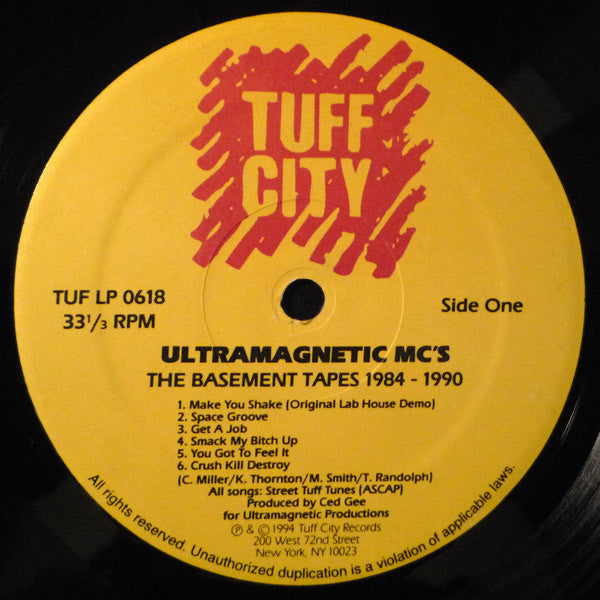 TUFF
CITY
TUF LP 0618
33 1/3 RPM
Side One
ULTRAMAGNETIC MC'S
THE BASEMENT TAPES 1984 - 1990
1. Make You Shake (Original Lab House Demo)
2. Space Groove
3. Get A Job
4. Smack My Bitch Up
5. You Got To Feel It
6. Crush Kill Destroy
(C. Miller/K. Thornton/M. Smith/T. Randolph)
All songs: Street Tuff Tunes (ASCAP)
Produced by Ced Gee
for Ultramagnetic Productions
℗ & © 1994 Tuff City Records
200 West 72nd Street
New York, NY 10023
All rights reserved. Unauthorized duplication is a violation of applicable laws.